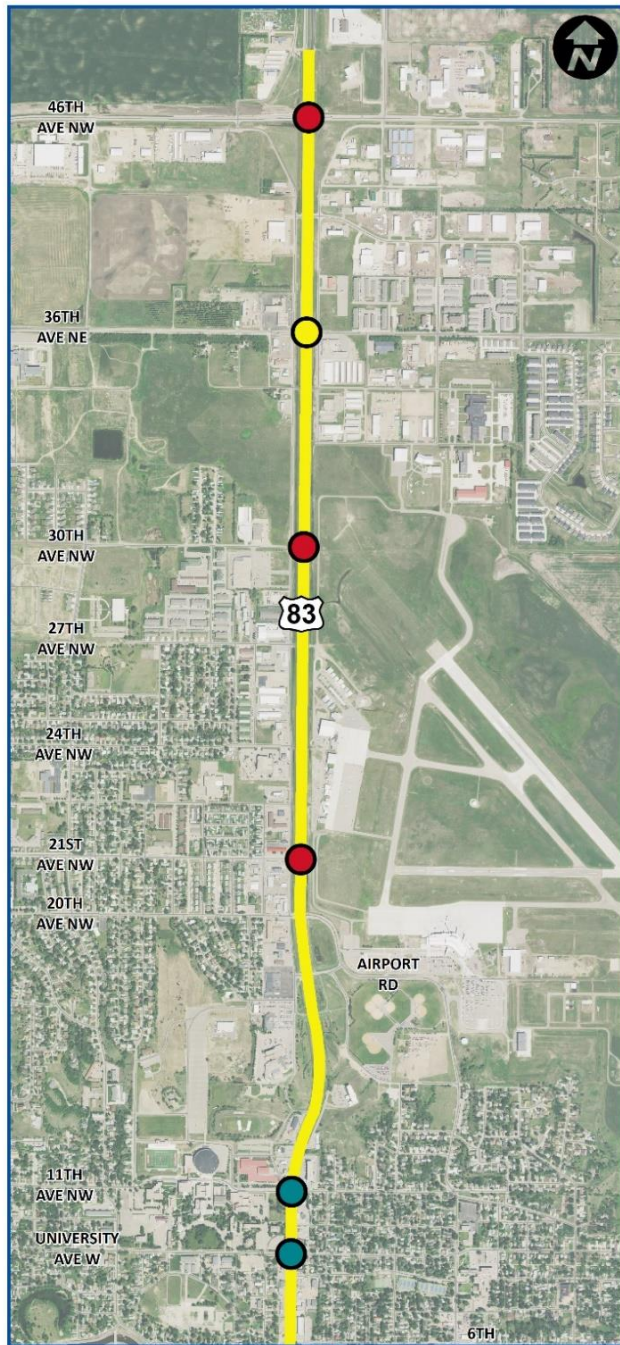 N
46TH
AVE NW
36TH
AVE NE
30TH
AVE NW
83
27TH
AVE NW
24TH
AVE NW
21ST
AVE NW
20TH
AVE NW
AIRPORT
RD
11TH
AVE NW
UNIVERSITY
AVE W
6TH